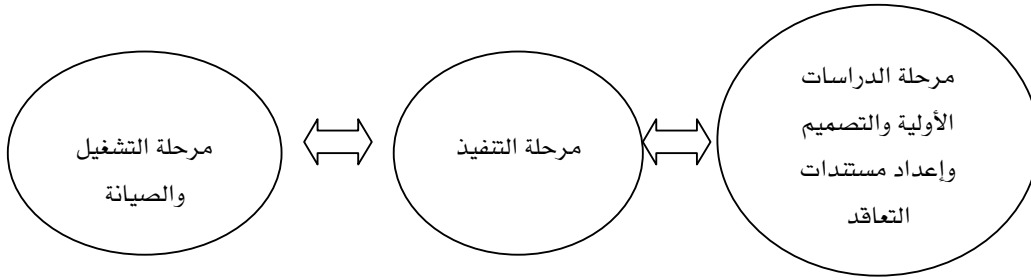 مرحلة الدراسات
الأولية والتصميم
وإعداد مستندات
التعاقد
مرحلة التنفيذ
مرحلة التشغيل
والصيانة